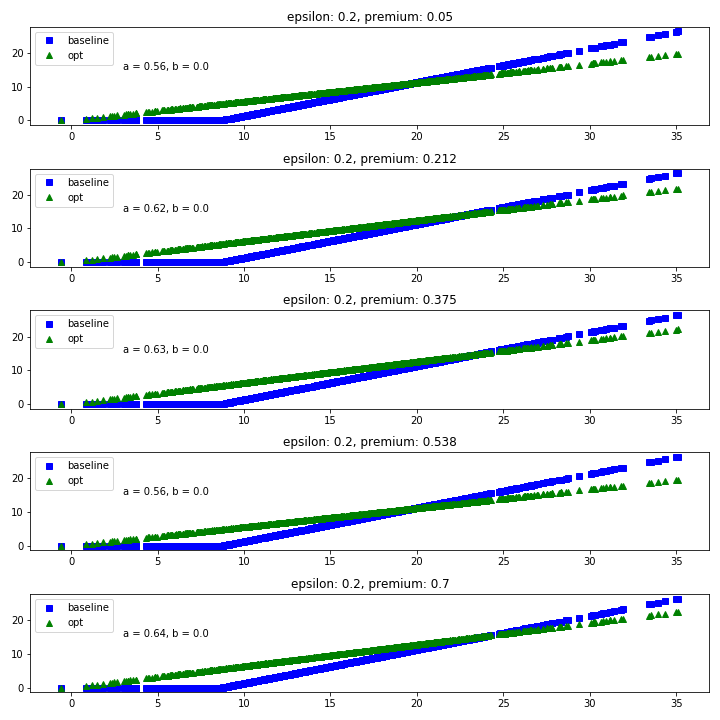 epsilon: 0.2, premium: 0.05
baseline
opt
a = 0.56, b = 0.0
20
10
0
0 5 10 15 20 25 30 35
epsilon: 0.2, premium: 0.212
baseline
opt
a = 0.62, b = 0.0
20
10
0
0 5 10 15 20 25 30 35
epsilon: 0.2, premium: 0.375
baseline
opt
a = 0.63, b = 0.0
20
10
0
0 5 10 15 20 25 30 35
epsilon: 0.2, premium: 0.538
baseline
opt
a = 0.56, b = 0.0
20
10
0
0 5 10 15 20 25 30 35
epsilon: 0.2, premium: 0.7
baseline
opt
a = 0.64, b = 0.0
20
10
0
0 5 10 15 20 25 30 35